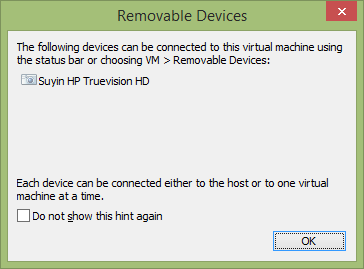 Removable Devices
The following devices can be connected to this virtual machine using
the status bar or choosing VM > Removable Devices:
Suyin HP Truevision HD
Each device can be connected either to the host or to one virtual
machine at a time.
Do not show this hint again
OK